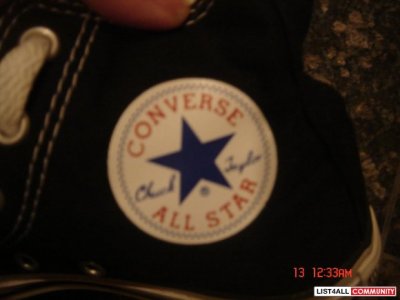 CONVERSE
Chuck Taylor
®
ALL STAR
13 12:33AM
LIST4ALL COMMUNITY